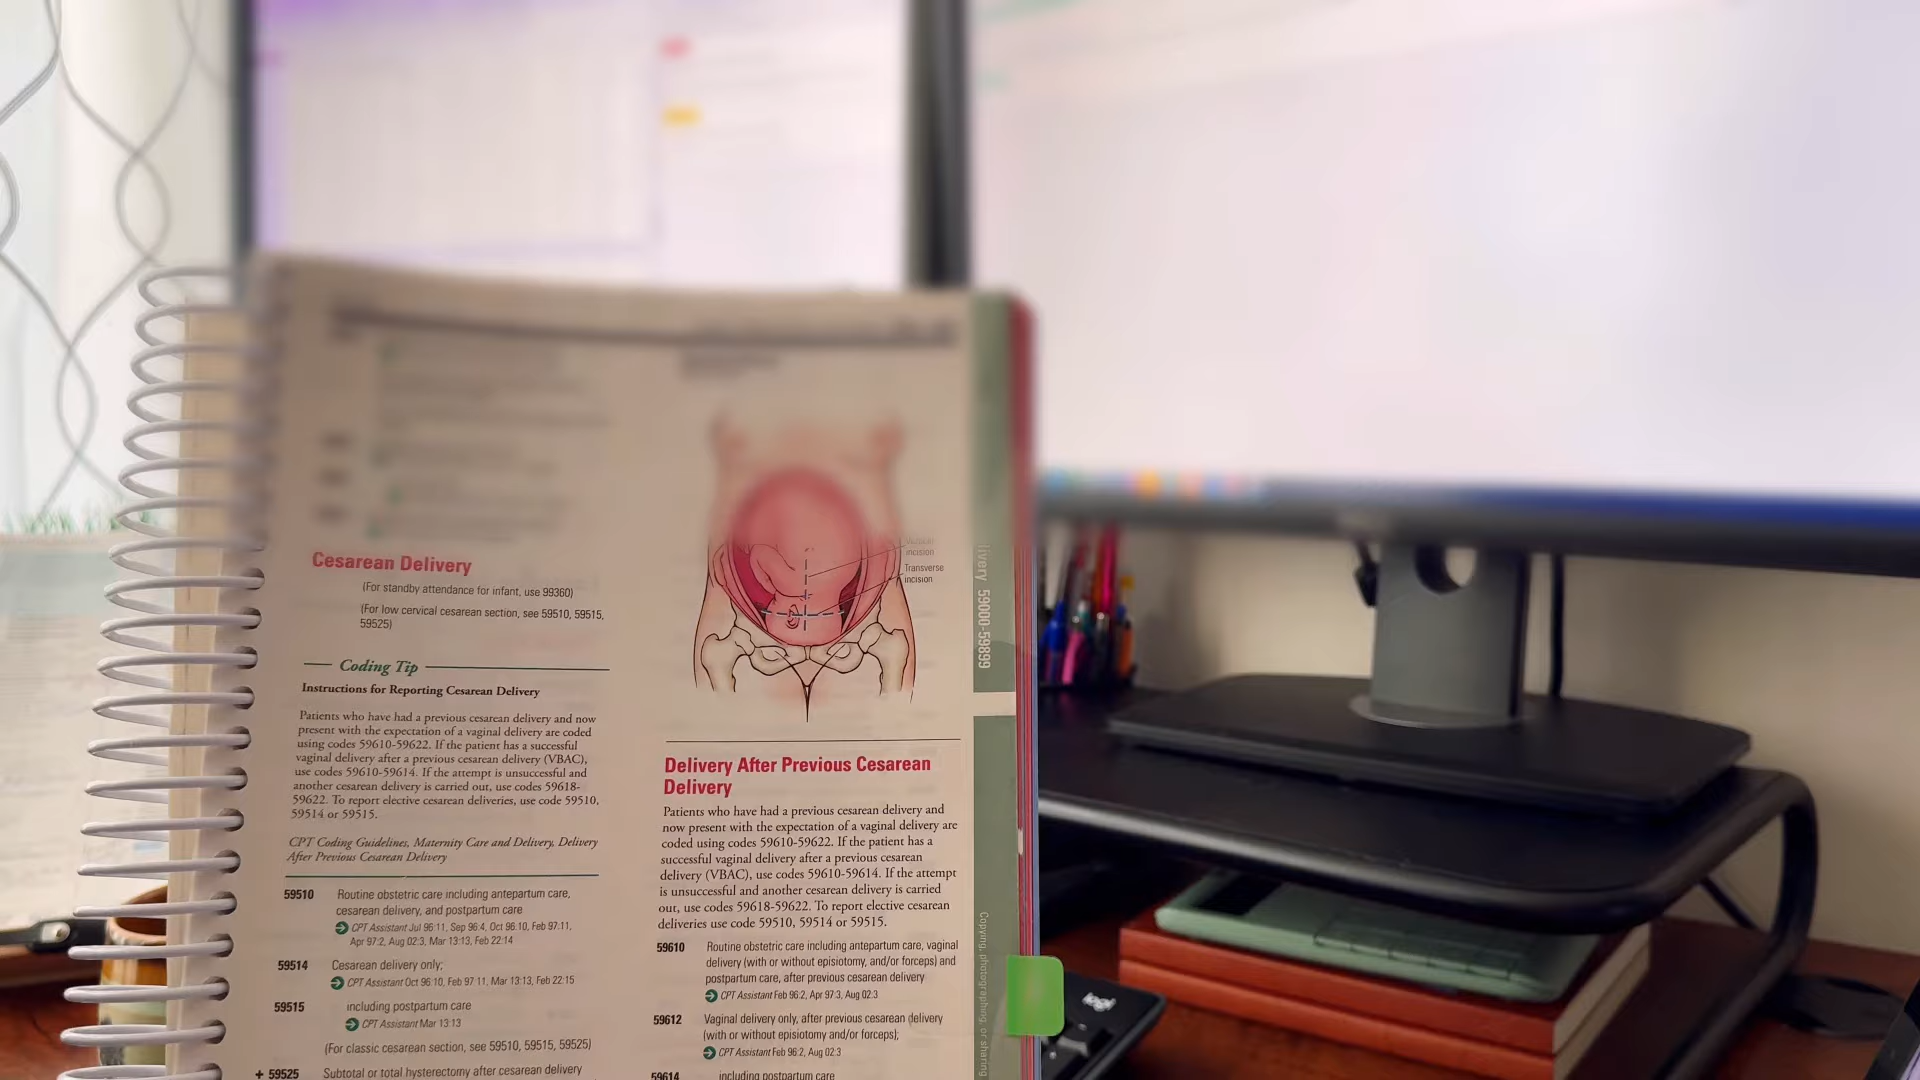 Cesarean Delivery
(For standby attendance for infant, use 99360)
(For low cervical cesarean section, see 59510, 59515,
59525)
Coding Tip
Instructions for Reporting Cesarean Delivery
Patients who have had a previous cesarean delivery and now
present with the expectation of a vaginal delivery are coded
using codes 59610-59622. If the patient has a successful
vaginal delivery after a previous cesarean delivery (VBAC),
use codes 59610-59614. If the attempt is unsuccessful and
another cesarean delivery is carried out, use codes 59618-
59622. To report elective cesarean deliveries, use code 59510,
59514 or 59515.
CPT Coding Guidelines, Maternity Care and Delivery, Delivery
After Previous Cesarean Delivery
59510 Routine obstetric care including antepartum care,
cesarean delivery, and postpartum care
CPT Assistant Jul 96:11, Sep 96:4, Oct 96:10, Feb 97:11,
Apr 97:2, Aug 02:3, Mar 13:13, Feb 22:14
59514 Cesarean delivery only;
CPT Assistant Oct 96:10, Feb 97 11, Mar 13:13, Feb 22:15
59515 including postpartum care
CPT Assistant Mar 13:13
(For classic cesarean section, see 59510, 59515, 59525)
+ 59525 Subtotal or total hysterectomy after cesarean delivery
incision
Transverse
incision
Delivery After Previous Cesarean
Delivery
Patients who have had a previous cesarean delivery and
now present with the expectation of a vaginal delivery are
coded using codes 59610-59622. If the patient has a
successful vaginal delivery after a previous cesarean
delivery (VBAC), use codes 59610-59614. If the attempt
is unsuccessful and another cesarean delivery is carried
out, use codes 59618-59622. To report elective cesarean
deliveries use code 59510, 59514 or 59515.
59610 Routine obstetric care including antepartum care, vaginal
delivery (with or without episiotomy, and/or forceps) and
postpartum care, after previous cesarean delivery
CPT Assistant Feb 96:2, Apr 97:3, Aug 02:3
59612 Vaginal delivery only, after previous cesarean delivery
(with or without episiotomy and/or forceps);
CPT Assistant Feb 96:2, Aug 02:3
59614 including postpartum care
livery 59000-59899
Copying, photographing, or sharing
logi